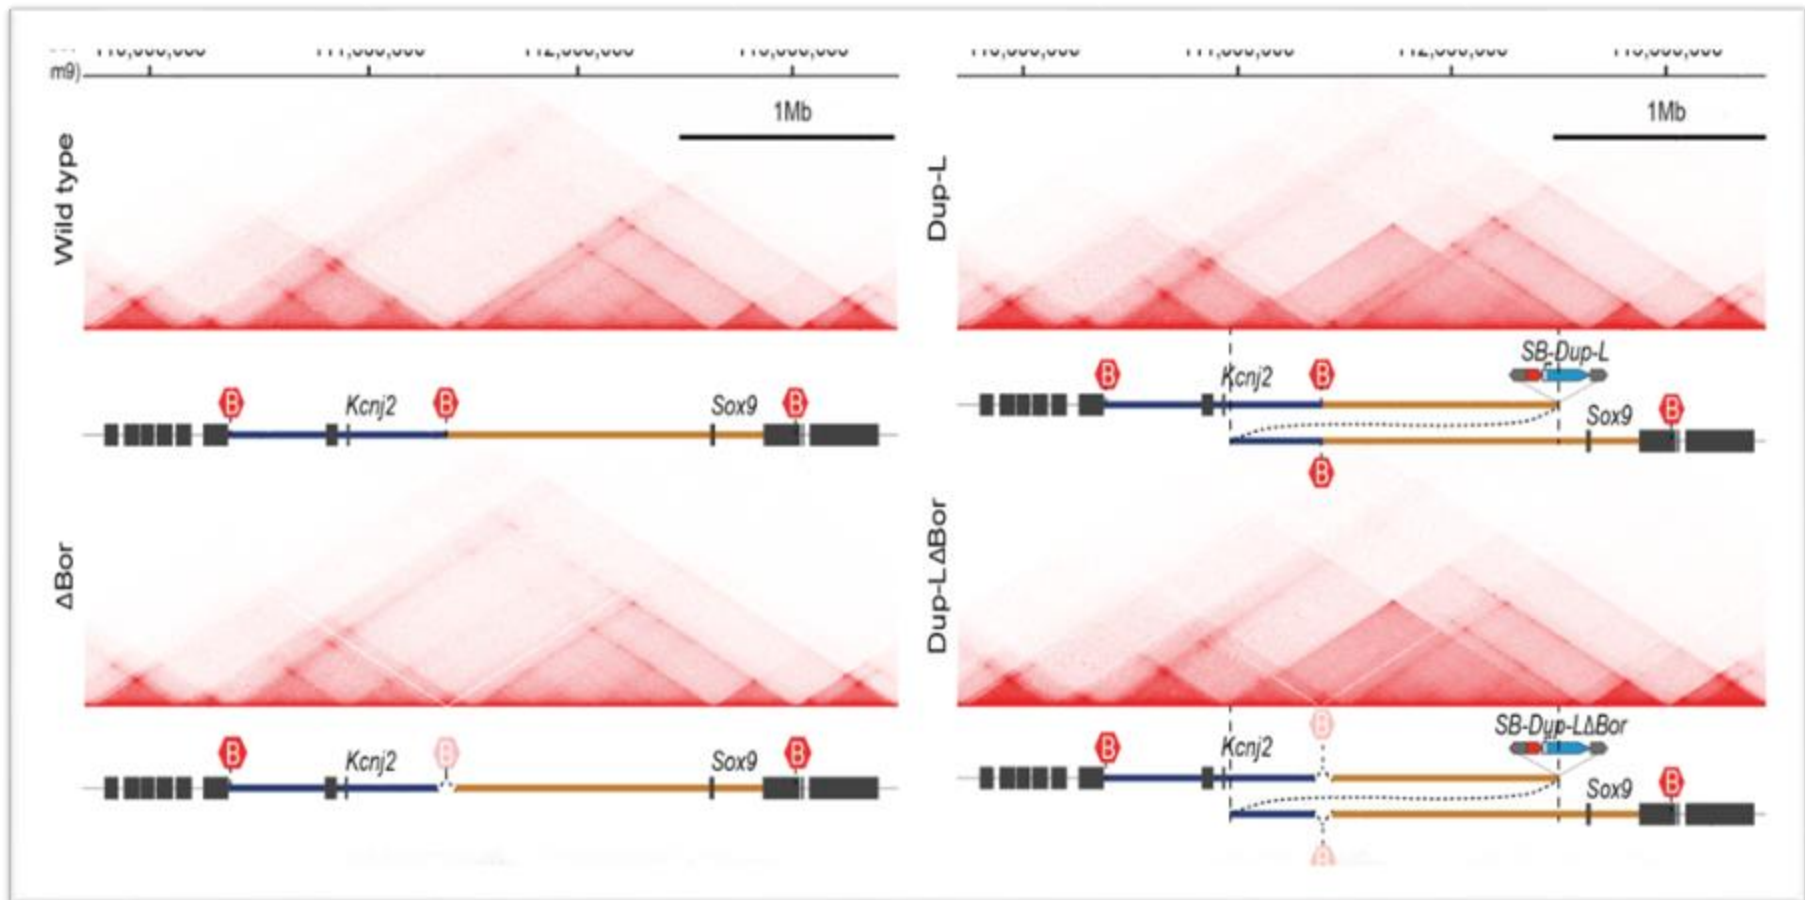 m9)
1Mb
1Mb
Wild type
Dup-L
SB-Dup-L
B
B
Kcnj2
B
Kcnj2
B
Sox9
B
Sox9
B
B
ΔBor
Dup-LΔBor
B
SB-Dup-LΔBor
B
Kcnj2
B
Sox9
B
B
Kcnj2
Sox9
B
B